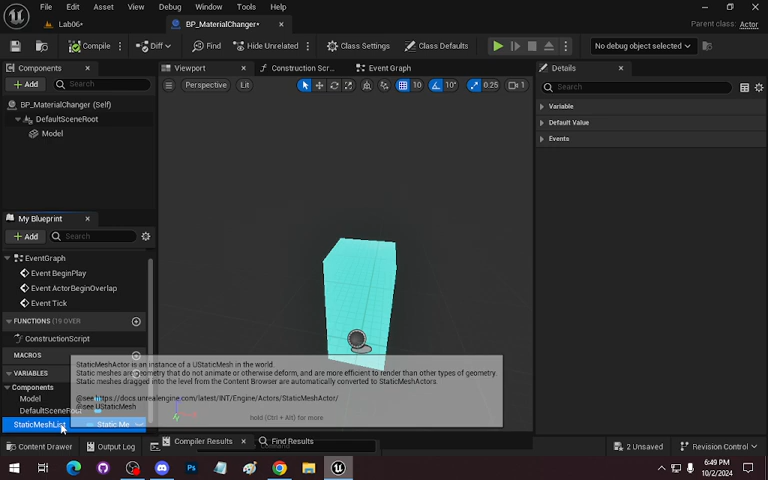 File Edit Asset View Debug Window Tools Help
Lab06*
BP_MaterialChanger*
Parent class: Actor
Compile
Diff
Find
Hide Unrelated
Class Settings
Class Defaults
No debug object selected
Components
Viewport
Construction Scr...
Event Graph
Details
+ Add
Search
Perspective
Lit
10
10°
0.25
1
Search
BP_MaterialChanger (Self)
DefaultSceneRoot
Model
Variable
Default Value
Events
My Blueprint
+ Add
Search
EventGraph
Event BeginPlay
Event ActorBeginOverlap
Event Tick
FUNCTIONS (19 OVER
ConstructionScript
MACROS
VARIABLES
Components
Model
DefaultSceneRoo
StaticMeshList
Static Me
StaticMeshActor is an instance of a UStaticMesh in the world.
Static meshes are geometry that do not animate or otherwise deform, and are more efficient to render than other types of geometry.
Static meshes dragged into the level from the Content Browser are automatically converted to StaticMeshActors.
@see https://docs.unrealengine.com/latest/INT/Engine/Actors/StaticMeshActor/
@see UStaticMesh
hold (Ctrl + Alt) for more
Compiler Results
Find Results
Content Drawer
Output Log
2 Unsaved
Revision Control
6:49 PM
10/2/2024